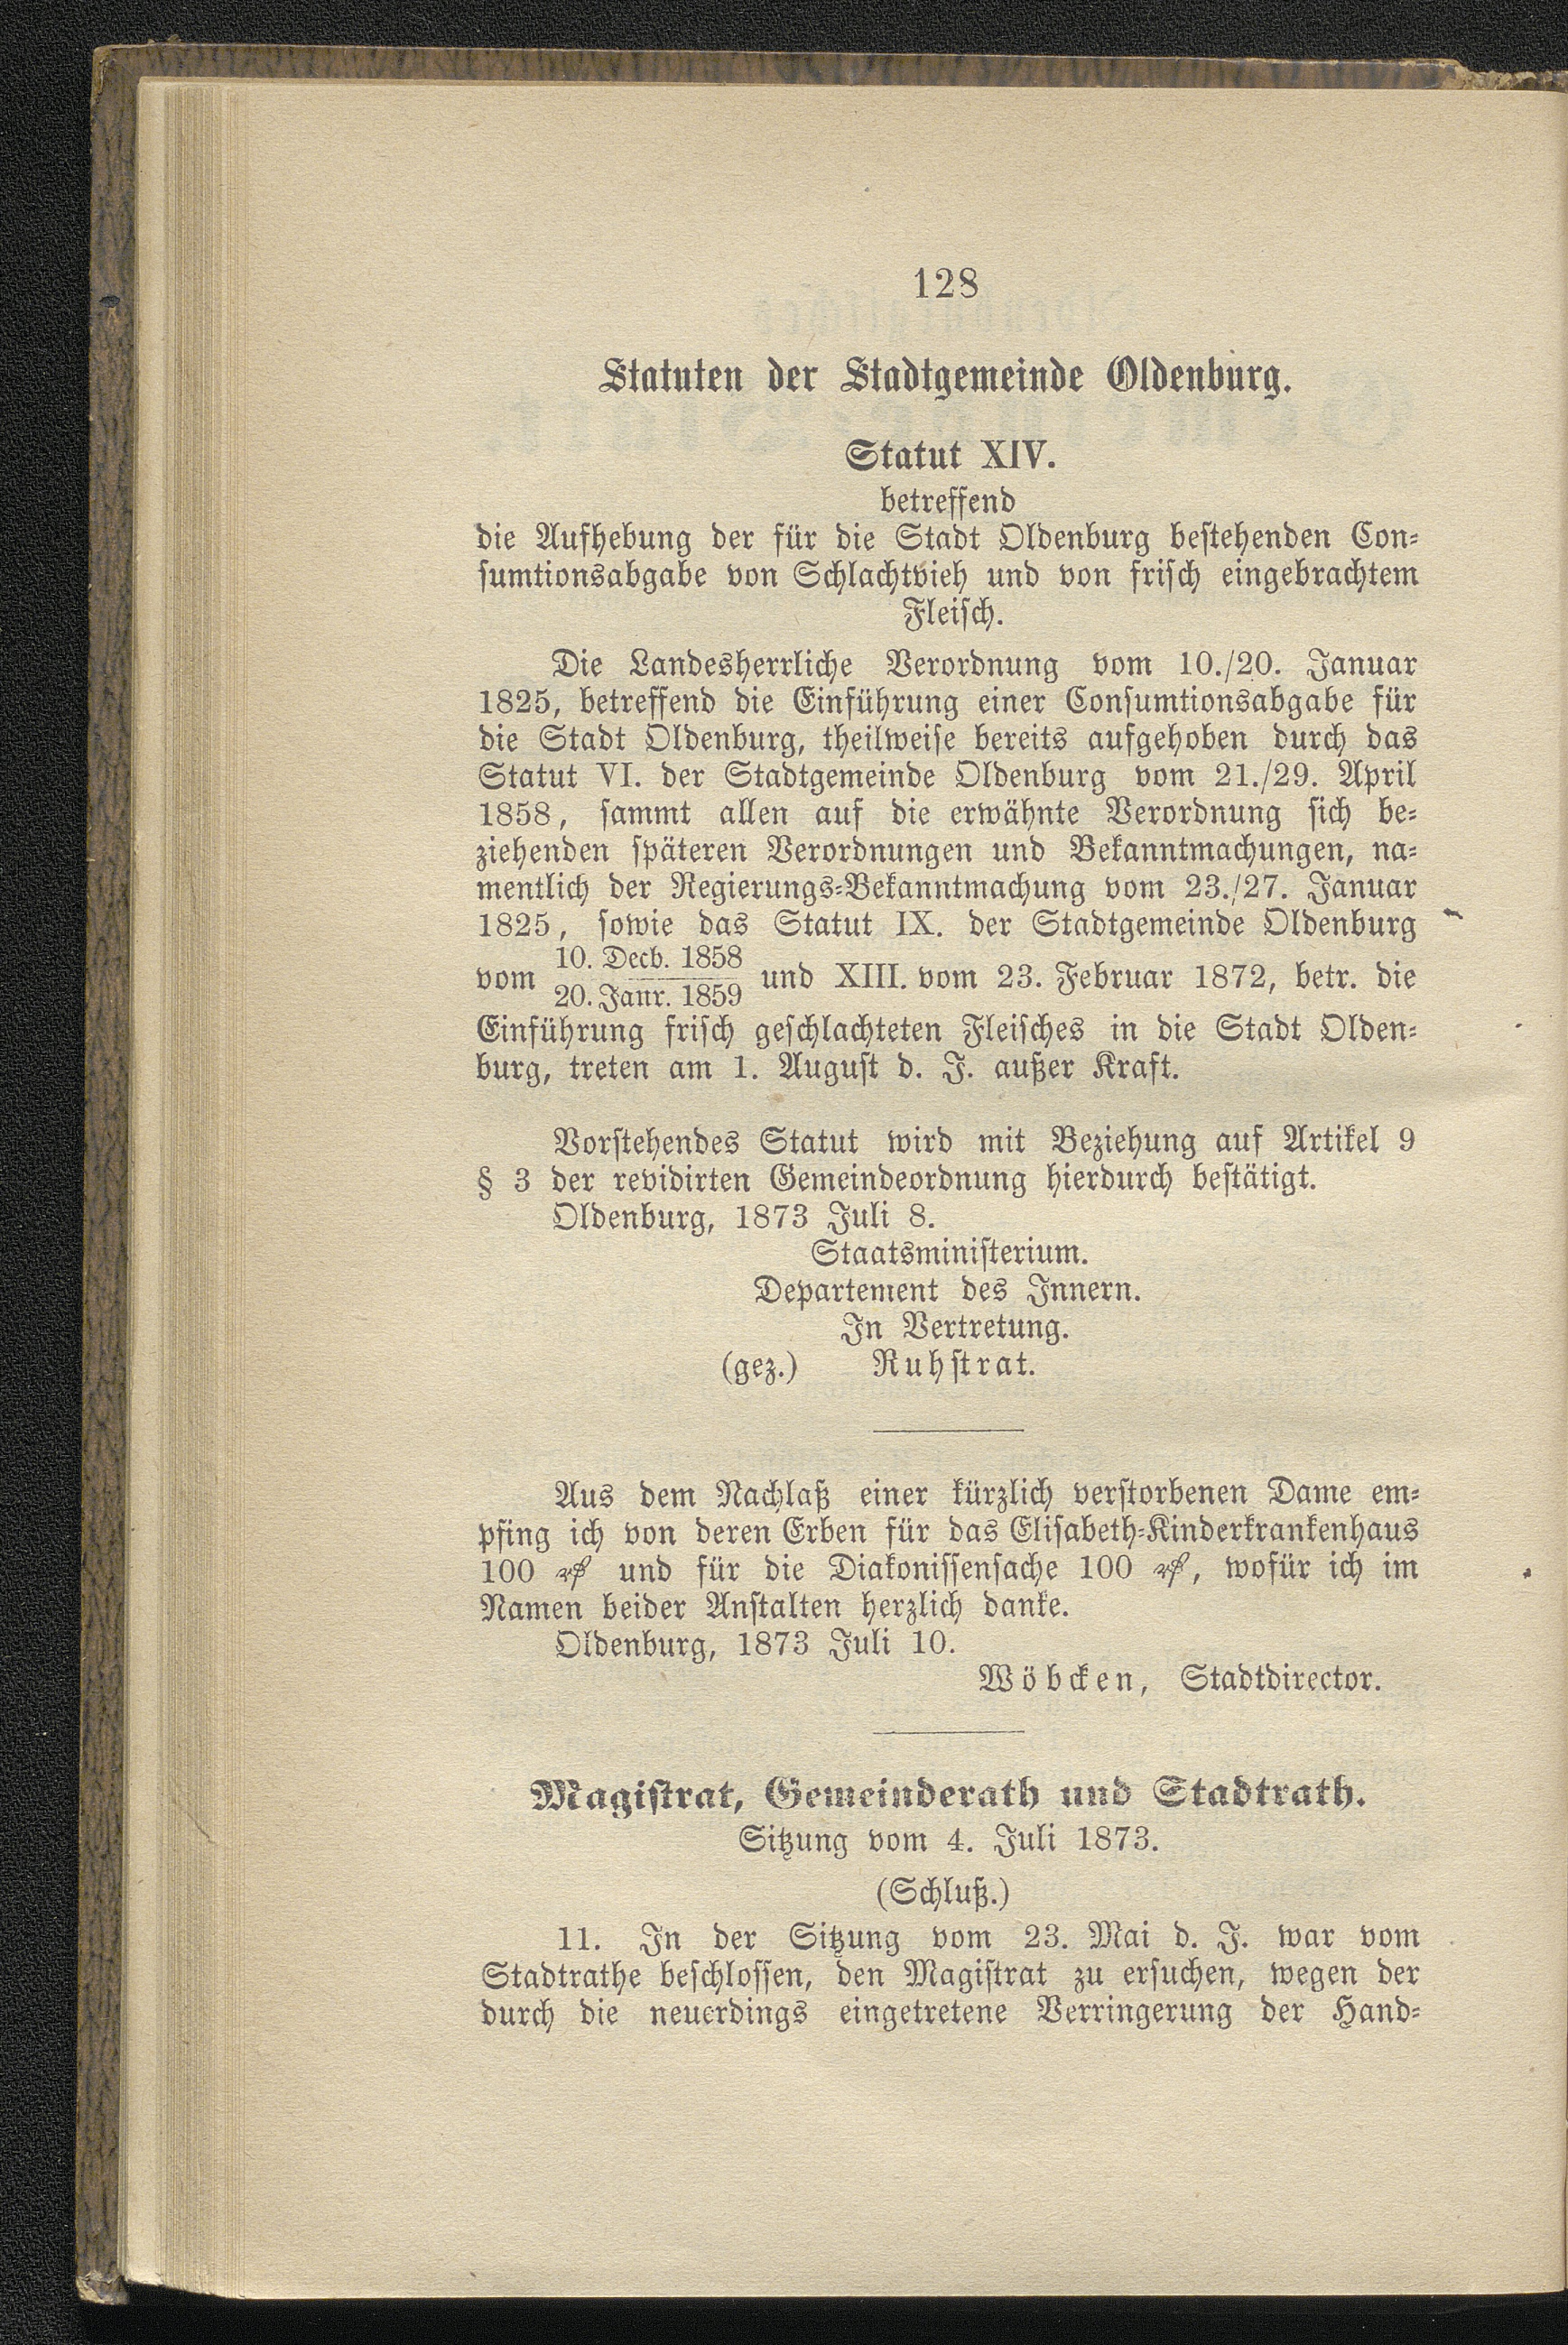 128
Statuten der Stadtgemeinde Oldenburg.
Statut XIV.
betreffend
die Aufhebung der für die Stadt Oldenburg bestehenden Con-
sumtionsabgabe von Schlachtvieh und von frisch eingebrachtem
Fleisch.
Die Landesherrliche Verordnung vom 10./20. Januar
1825, betreffend die Einführung einer Consumtionsabgabe für
die Stadt Oldenburg, theilweise bereits aufgehoben durch das
Statut VI. der Stadtgemeinde Oldenburg vom 21./29. April
1858, sammt allen auf die erwähnte Verordnung sich be-
ziehenden späteren Verordnungen und Bekanntmachungen, na-
mentlich der Regierungs-Bekanntmachung vom 23./27. Januar
1825, sowie das Statut IX. der Stadtgemeinde Oldenburg
vom 10. Decb. 1858 / 20. Janr. 1859 und XIII. vom 23. Februar 1872, betr. die
Einführung frisch geschlachteten Fleisches in die Stadt Olden-
burg, treten am 1. August d. J. außer Kraft.
Vorstehendes Statut wird mit Beziehung auf Artikel 9
§ 3 der revidirten Gemeindeordnung hierdurch bestätigt.
Oldenburg, 1873 Juli 8.
Staatsministerium.
Departement des Innern.
In Vertretung.
(gez.) Ruhstrat.
Aus dem Nachlaß einer kürzlich verstorbenen Dame em-
pfing ich von deren Erben für das Elisabeth-Kinderkrankenhaus
100 ₰ und für die Diakonissensache 100 ₰, wofür ich im
Namen beider Anstalten herzlich danke.
Oldenburg, 1873 Juli 10.
Wöbcken, Stadtdirector.
Magistrat, Gemeinderath und Stadtrath.
Sitzung vom 4. Juli 1873.
(Schluß.)
11. In der Sitzung vom 23. Mai d. J. war vom
Stadtrathe beschlossen, den Magistrat zu ersuchen, wegen der
durch die neuerdings eingetretene Verringerung der Hand-